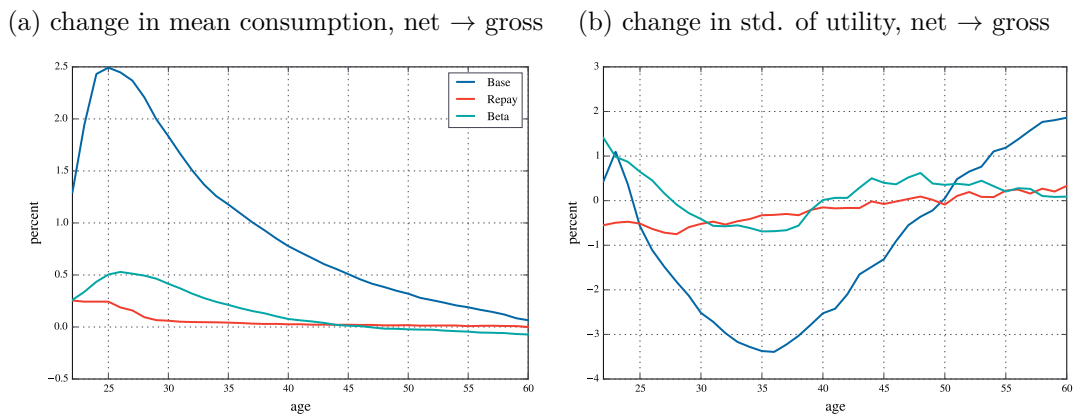 (a) change in mean consumption, net → gross
2.5
2.0
1.5
1.0
0.5
0.0
−0.5
percent
25 30 35 40 45 50 55 60
age
Base
Repay
Beta
(b) change in std. of utility, net → gross
3
2
1
0
−1
−2
−3
−4
percent
25 30 35 40 45 50 55 60
age